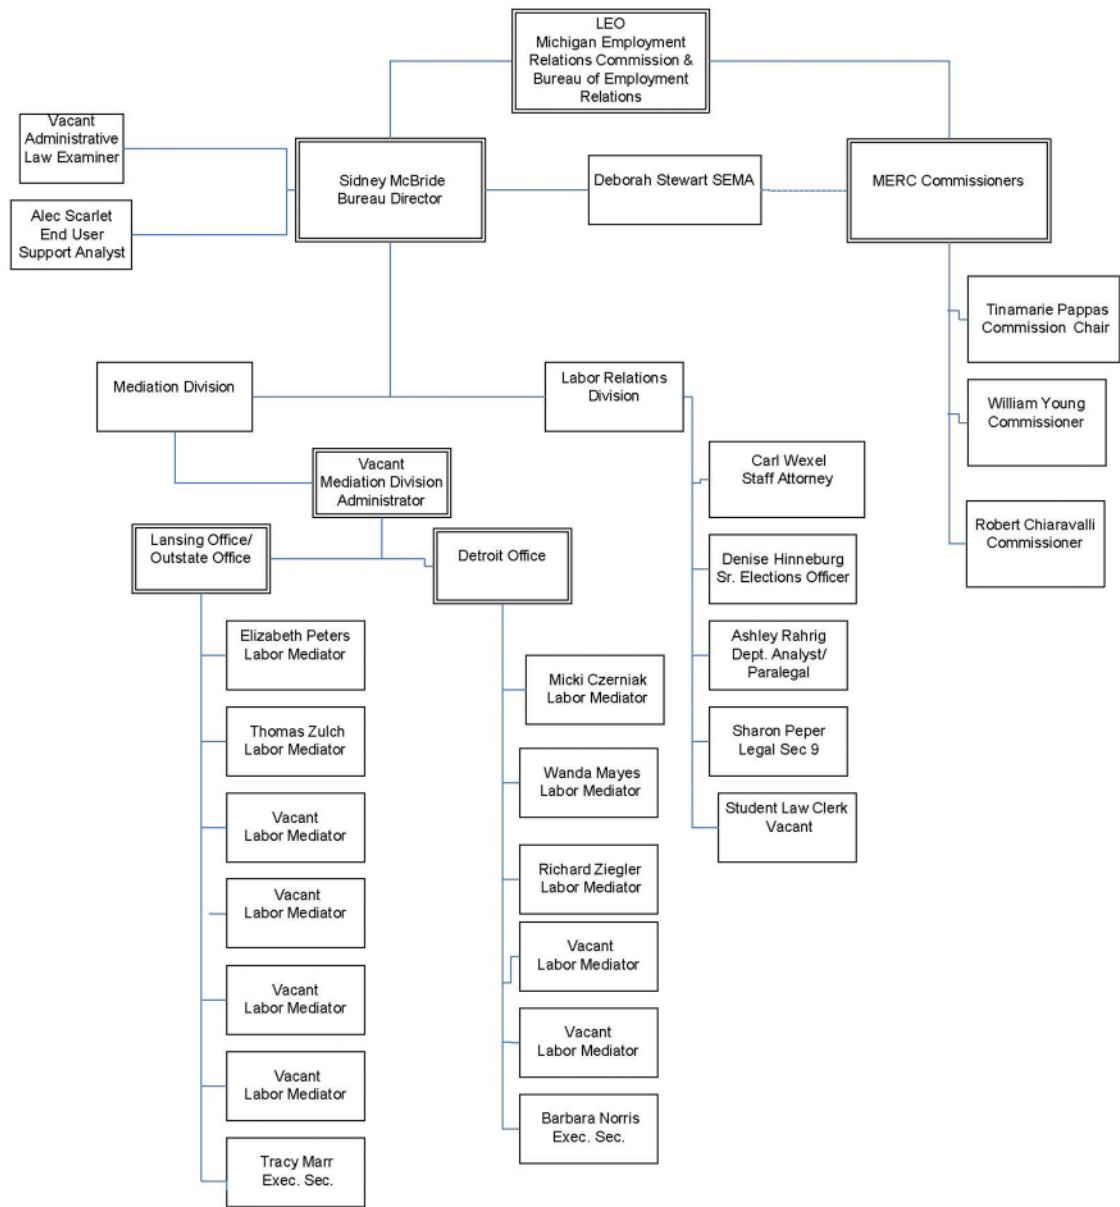 LEO
Michigan Employment
Relations Commission &
Bureau of Employment
Relations
Vacant
Administrative
Law Examiner
Alec Scarlet
End User
Support Analyst
Sidney McBride
Bureau Director
Deborah Stewart SEMA
MERC Commissioners
Tinamarie Pappas
Commission Chair
William Young
Commissioner
Robert Chiaravalli
Commissioner
Mediation Division
Labor Relations
Division
Vacant
Mediation Division
Administrator
Lansing Office/
Outstate Office
Detroit Office
Elizabeth Peters
Labor Mediator
Thomas Zulch
Labor Mediator
Vacant
Labor Mediator
Vacant
Labor Mediator
Vacant
Labor Mediator
Vacant
Labor Mediator
Tracy Marr
Exec. Sec.
Micki Czerniak
Labor Mediator
Wanda Mayes
Labor Mediator
Richard Ziegler
Labor Mediator
Vacant
Labor Mediator
Vacant
Labor Mediator
Barbara Norris
Exec. Sec.
Carl Wexel
Staff Attorney
Denise Hinneburg
Sr. Elections Officer
Ashley Rahrig
Dept. Analyst/
Paralegal
Sharon Peper
Legal Sec 9
Student Law Clerk
Vacant